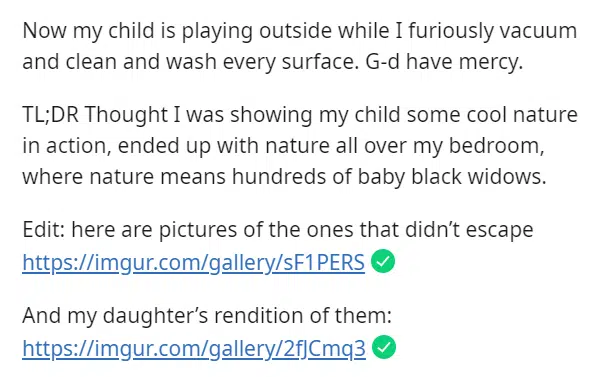 Now my child is playing outside while I furiously vacuum
and clean and wash every surface. G-d have mercy.
TL;DR Thought I was showing my child some cool nature
in action, ended up with nature all over my bedroom,
where nature means hundreds of baby black widows.
Edit: here are pictures of the ones that didn’t escape
https://imgur.com/gallery/sF1PERS
And my daughter’s rendition of them:
https://imgur.com/gallery/2fJCmq3